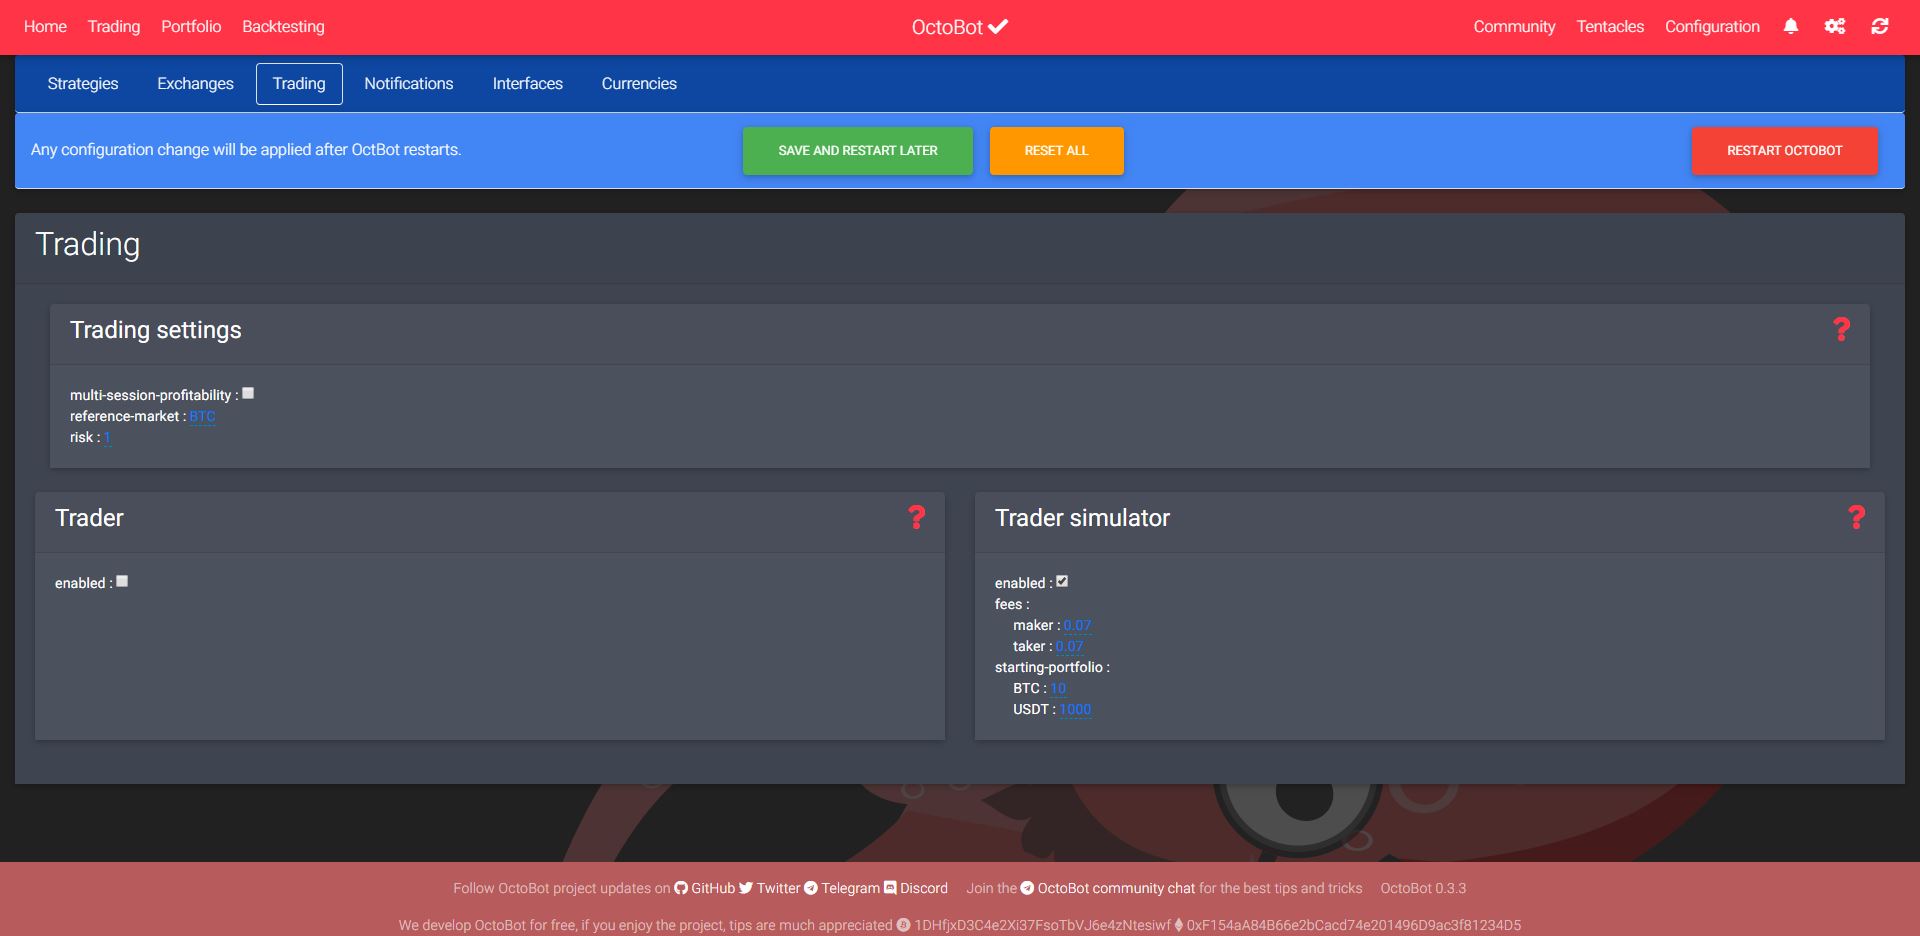 Home Trading Portfolio Backtesting OctoBot Community Tentacles Configuration
Strategies Exchanges Trading Notifications Interfaces Currencies
Any configuration change will be applied after OctBot restarts. SAVE AND RESTART LATER RESET ALL RESTART OCTOBOT
Trading
Trading settings ?
multi-session-profitability :
reference-market : BTC
risk : 1
Trader ?
enabled :
Trader simulator ?
enabled :
fees :
maker : 0.07
taker : 0.07
starting-portfolio :
BTC : 10
USDT : 1000
Follow OctoBot project updates on GitHub Twitter Telegram Discord Join the OctoBot community chat for the best tips and tricks OctoBot 0.3.3
We develop OctoBot for free, if you enjoy the project, tips are much appreciated 1DHfjxD3C4e2Xi37FsoTbVJ6e4zNtesiwf 0xF154aA84B66e2bCacd74e201496D9ac3f81234D5